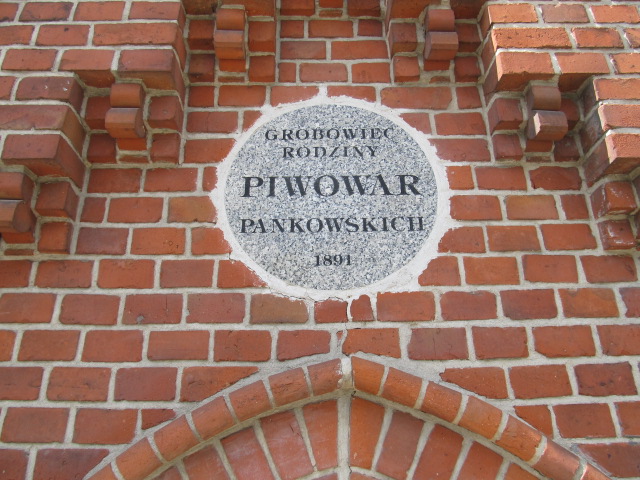 GROBOWIEC
RODZINY
PIWOWAR
PANKOWSKICH
1891